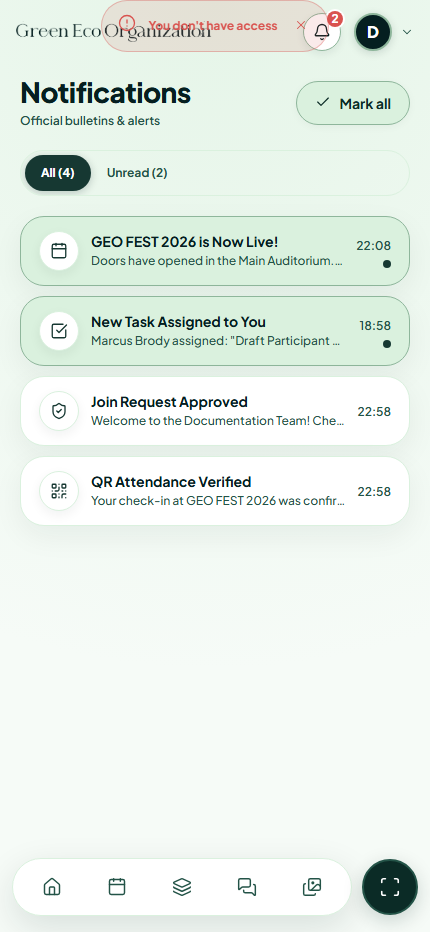 Green Eco Organization
You don't have access
2
D
Notifications
Official bulletins & alerts
Mark all
All (4)
Unread (2)
GEO FEST 2026 is Now Live!
22:08
Doors have opened in the Main Auditorium....
New Task Assigned to You
18:58
Marcus Brody assigned: "Draft Participant ...
Join Request Approved
Welcome to the Documentation Team! Che...
22:58
QR Attendance Verified
Your check-in at GEO FEST 2026 was confir...
22:58